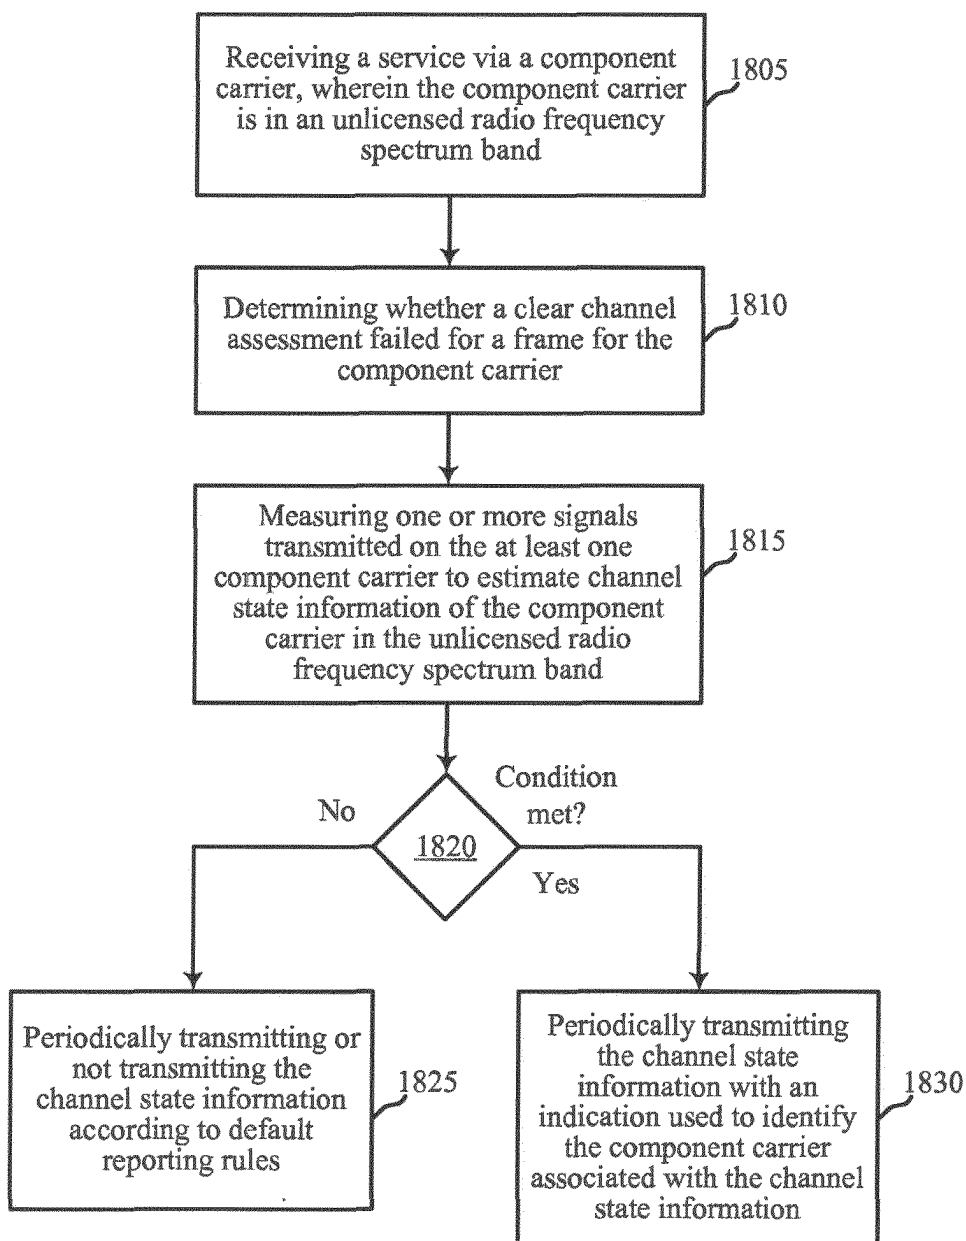 Receiving a service via a component
carrier, wherein the component carrier
is in an unlicensed radio frequency
spectrum band
1805
Determining whether a clear channel
assessment failed for a frame for the
component carrier
1810
Measuring one or more signals
transmitted on the at least one
component carrier to estimate channel
state information of the component
carrier in the unlicensed radio
frequency spectrum band
1815
Condition
met?
No
1820
Yes
Periodically transmitting or
not transmitting the
channel state information
according to default
reporting rules
1825
Periodically transmitting
the channel state
information with an
indication used to identify
the component carrier
associated with the channel
state information
1830